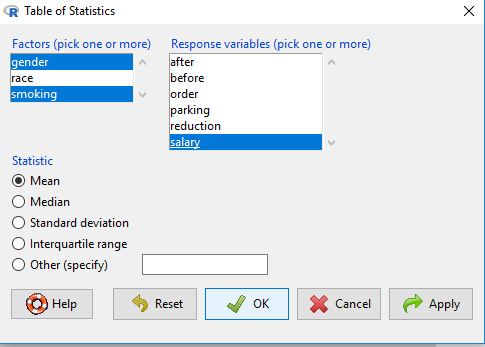 Table of Statistics
Factors (pick one or more)
gender
race
smoking
Response variables (pick one or more)
after
before
order
parking
reduction
salary
Statistic
Mean
Median
Standard deviation
Interquartile range
Other (specify)
Help
Reset
OK
Cancel
Apply